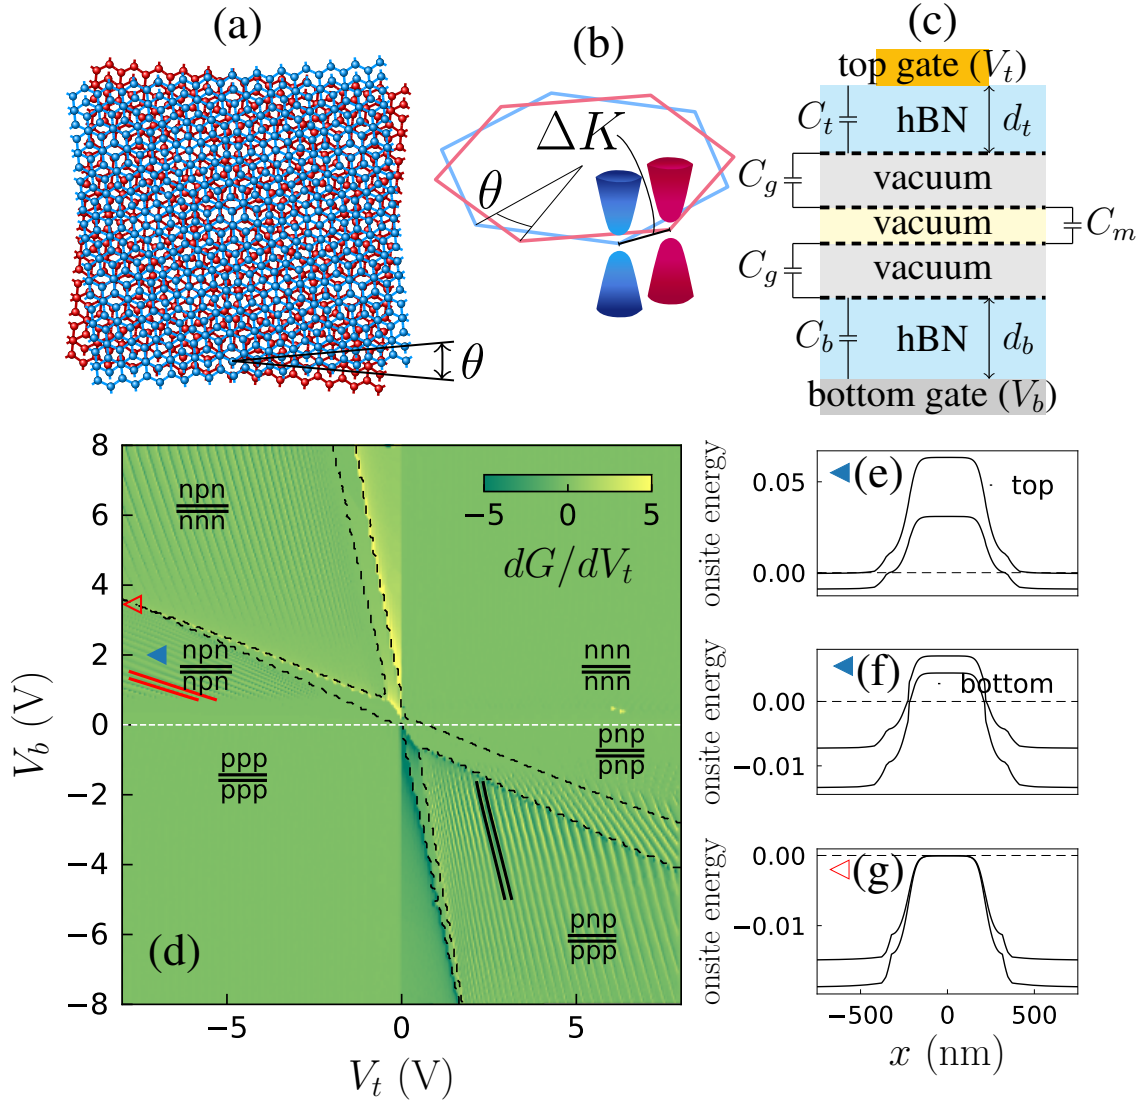 (a)
θ
(b)
ΔK
θ
(c)
top gate (V_t)
C_t
hBN
d_t
C_g
vacuum
vacuum
C_m
C_g
vacuum
C_b
hBN
d_b
bottom gate (V_b)
8
6
4
2
0
−2
−4
−6
−8
V_b (V)
npn
nnn
−5 0 5
dG/dV_t
npn
npn
nnn
nnn
ppp
ppp
pnp
pnp
pnp
ppp
(d)
−5 0 5
V_t (V)
onsite energy
0.05
0.00
(e)
top
onsite energy
0.00
−0.01
(f)
bottom
onsite energy
0.00
−0.01
(g)
−500 0 500
x (nm)